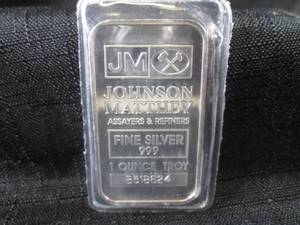 JM
JOHNSON
MATTHEY
ASSAYERS & REFINERS
FINE SILVER
999
1 OUNCE TROY